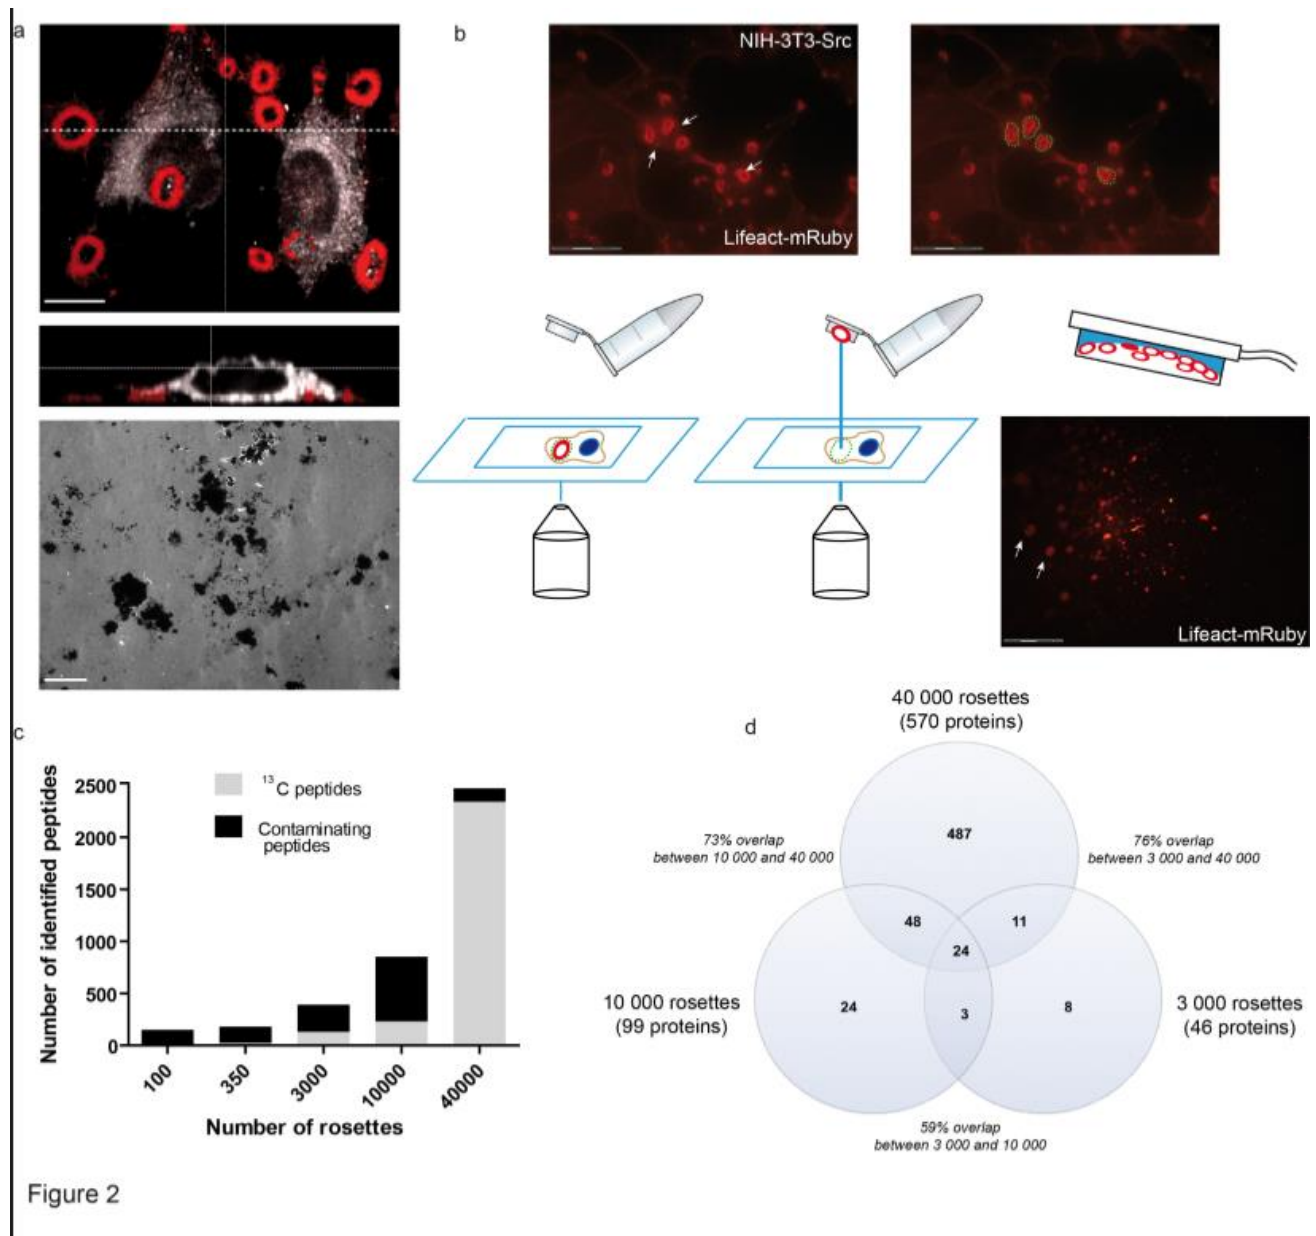 a
b
NIH-3T3-Src
Lifeact-mRuby
Lifeact-mRuby
c
Number of identified peptides
2500
2000
1500
1000
500
0
13C peptides
Contaminating
peptides
100
350
3000
10000
40000
Number of rosettes
d
40 000 rosettes
(570 proteins)
487
73% overlap
between 10 000 and 40 000
76% overlap
between 3 000 and 40 000
48
11
24
10 000 rosettes
(99 proteins)
24
3
8
3 000 rosettes
(46 proteins)
59% overlap
between 3 000 and 10 000
Figure 2